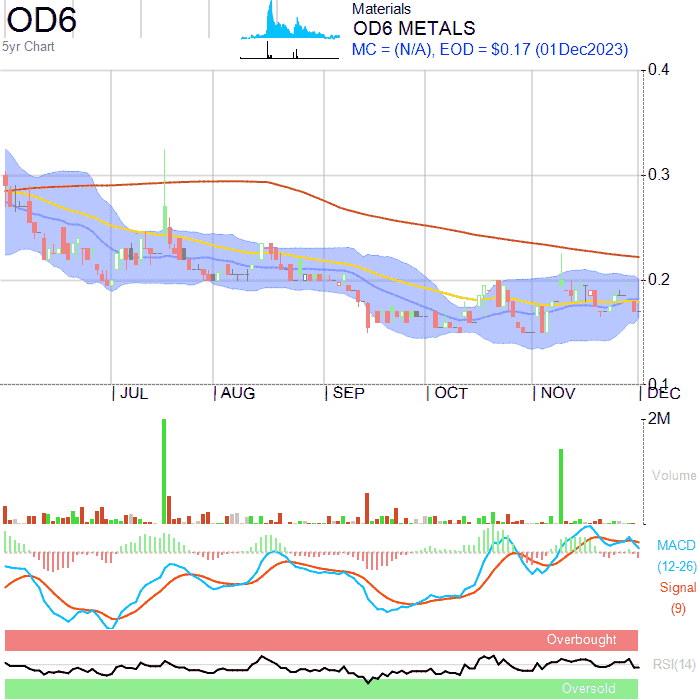 OD6
5yr Chart
Materials
OD6 METALS
MC = (N/A), EOD = $0.17 (01Dec2023)
0.4
0.3
0.2
0.1
JUL
AUG
SEP
OCT
NOV
DEC
2M
Volume
MACD
(12-26)
Signal
(9)
Overbought
RSI(14)
Oversold